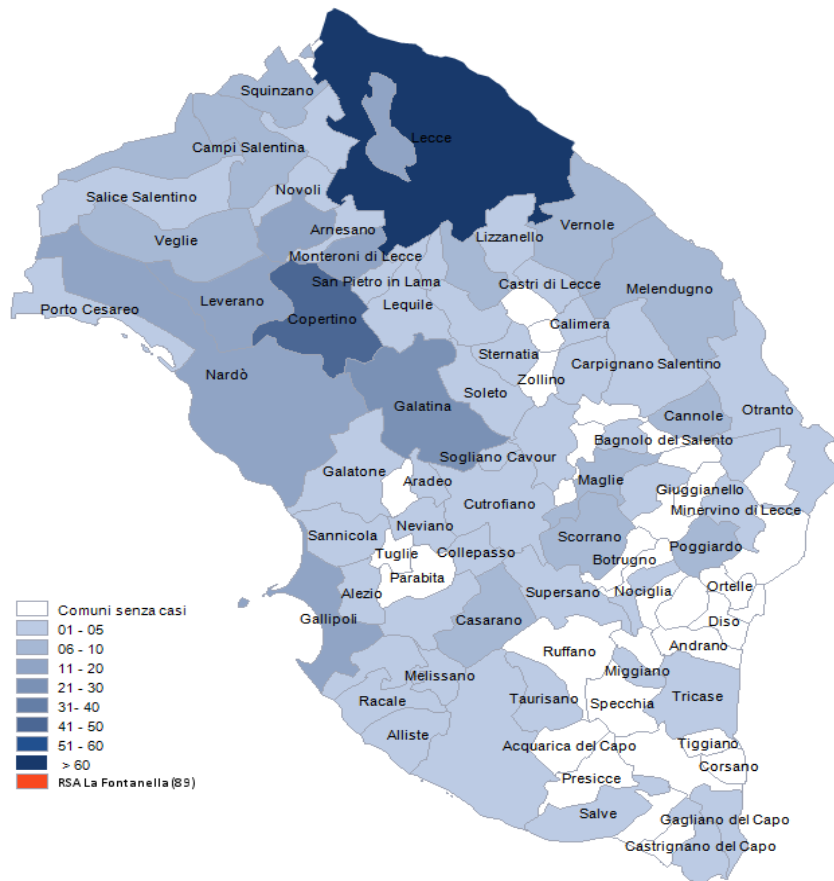 Squinzano
Lecce
Campi Salentina
Novoli
Salice Salentino
Arnesano
Vernole
Veglie
Lizzanello
Monteroni di Lecce
San Pietro in Lama
Castri di Lecce
Melendugno
Leverano
Lequile
Porto Cesareo
Copertino
Calimera
Sternatia
Carpignano Salentino
Nardò
Zollino
Soleto
Galatina
Otranto
Cannole
Bagnolo del Salento
Sogliano Cavour
Galatone
Aradeo
Maglie
Giuggianello
Cutrofiano
Minervino di Lecce
Neviano
Sannicola
Scorrano
Collepasso
Poggiardo
Tuglie
Botrugno
Parabita
Ortelle
Alezio
Supersano
Nociglia
Gallipoli
Casarano
Diso
Andrano
Ruffano
Miggiano
Melissano
Tricase
Racale
Taurisano
Specchia
Alliste
Acquarica del Capo
Tiggiano
Corsano
Presicce
Salve
Gagliano del Capo
Castrignano del Capo
Comuni senza casi
01 - 05
06 - 10
11 - 20
21 - 30
31- 40
41 - 50
51 - 60
> 60
RSA La Fontanella (89)